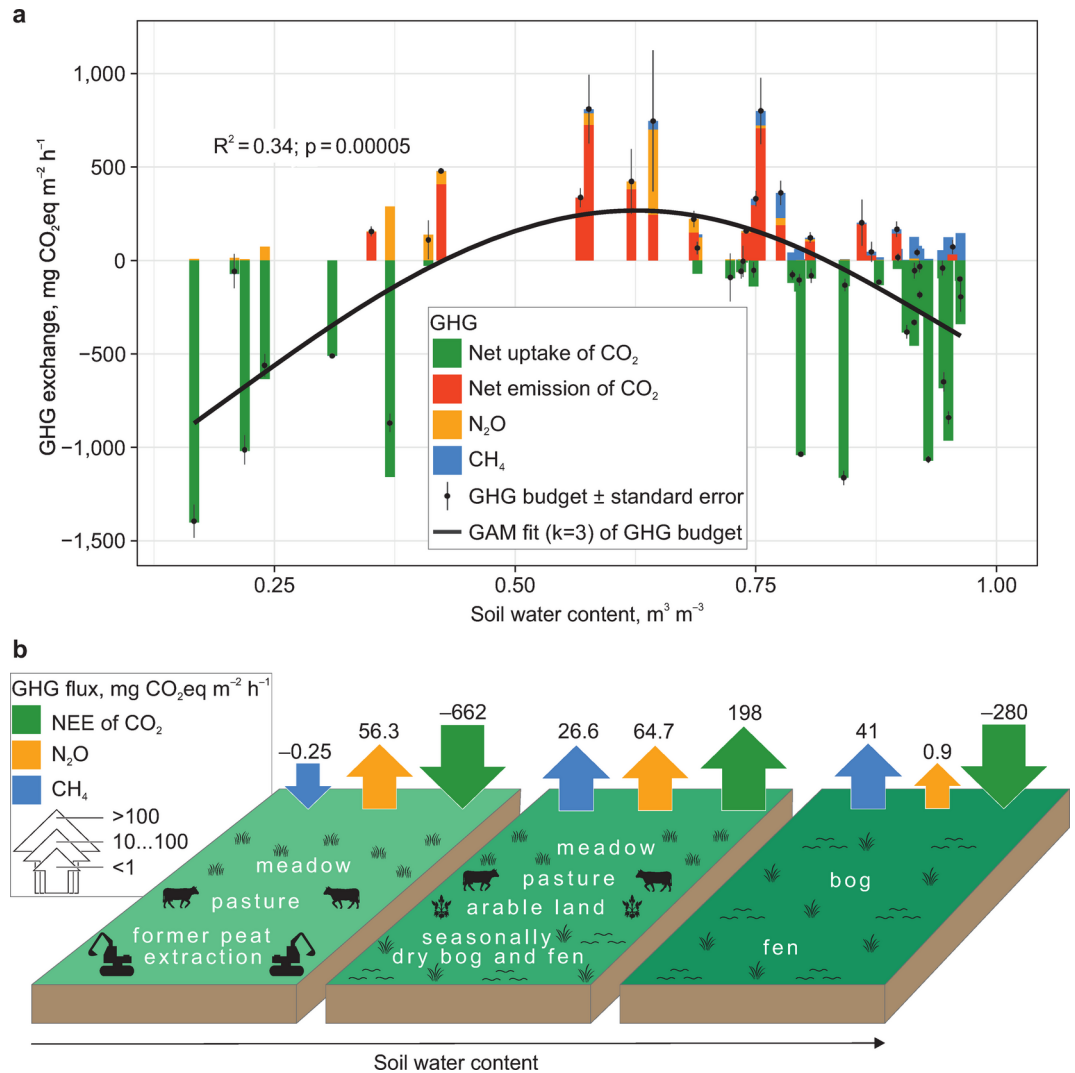 a
1,000
500
0
−500
−1,000
−1,500
GHG exchange, mg CO₂eq m⁻² h⁻¹
R² = 0.34; p = 0.00005
GHG
Net uptake of CO₂
Net emission of CO₂
N₂O
CH₄
GHG budget ± standard error
GAM fit (k=3) of GHG budget
0.25 0.50 0.75 1.00
Soil water content, m³ m⁻³
b
GHG flux, mg CO₂eq m⁻² h⁻¹
NEE of CO₂
N₂O
CH₄
>100
10...100
<1
−0.25 56.3 −662 26.6 64.7 198 41 0.9 −280
meadow
pasture
former peat
extraction
meadow
pasture
arable land
seasonally
dry bog and fen
bog
fen
Soil water content